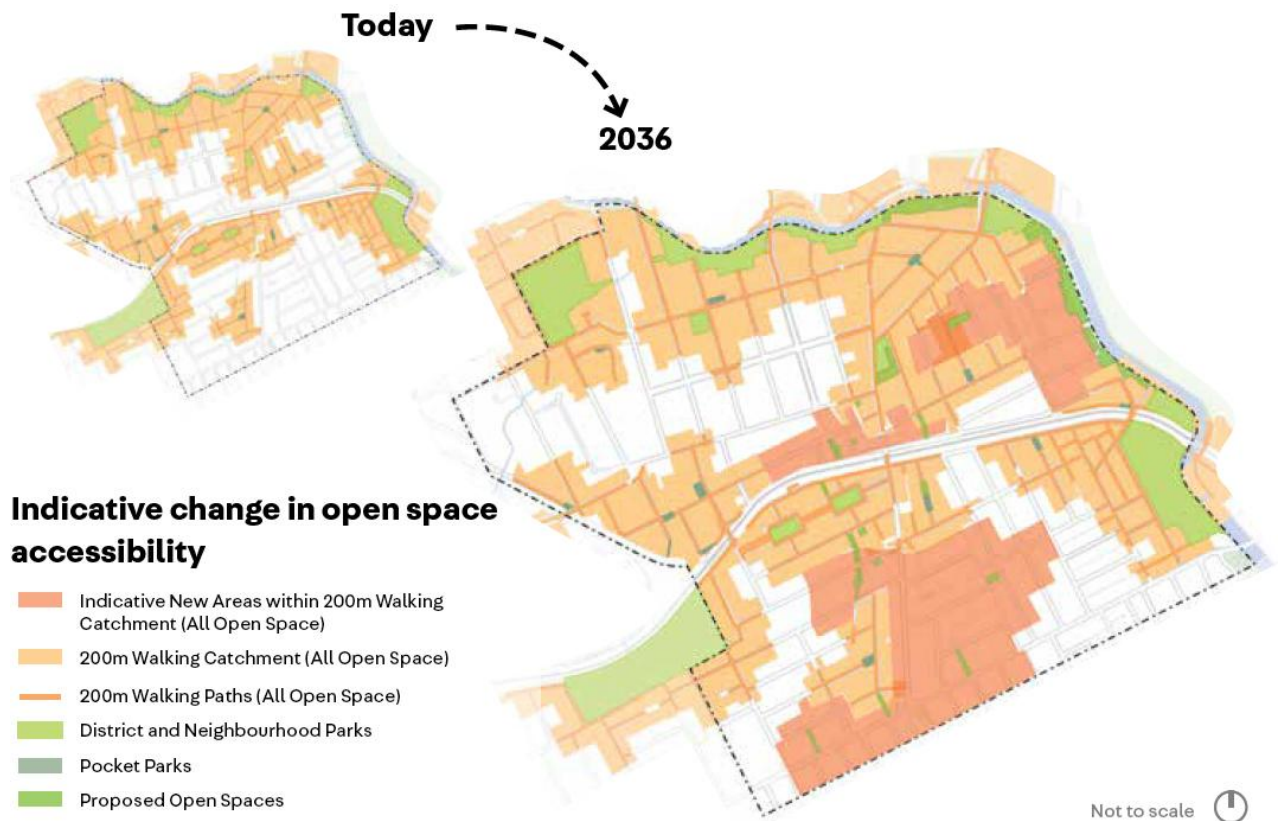 Today
2036
Indicative change in open space
accessibility
Indicative New Areas within 200m Walking
Catchment (All Open Space)
200m Walking Catchment (All Open Space)
200m Walking Paths (All Open Space)
District and Neighbourhood Parks
Pocket Parks
Proposed Open Spaces
Not to scale